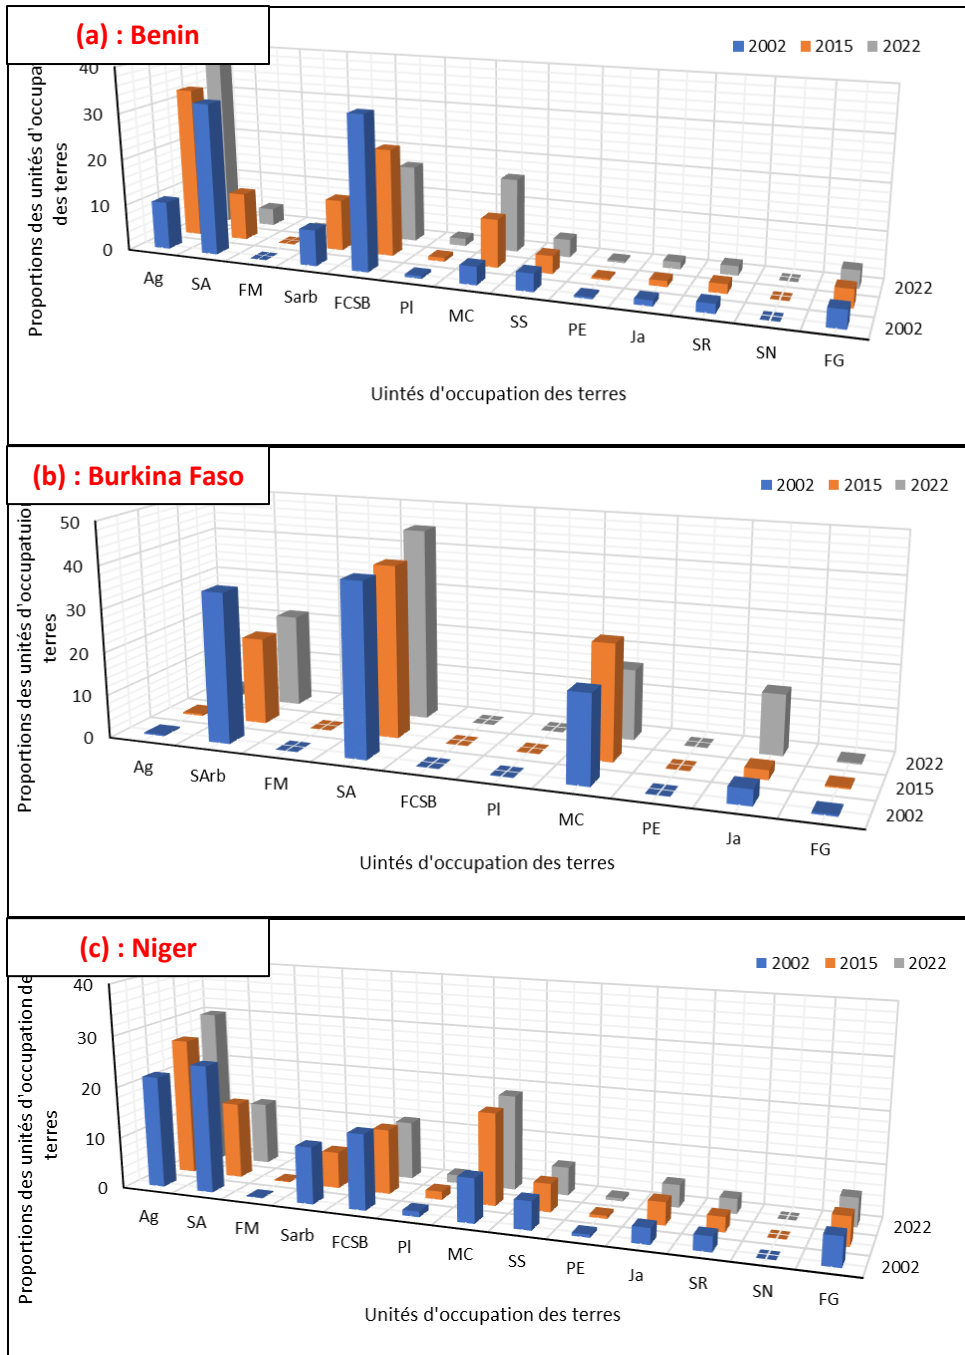 (a) : Benin
2002 2015 2022
Proportions des unités d'occupa
des terres
40
30
20
10
0
Ag SA FM Sarb FCSB Pl MC SS PE Ja SR SN FG
2022
2002
Uintés d'occupation des terres
(b) : Burkina Faso
2002 2015 2022
Proportions des unités d'occupatuion
terres
50
40
30
20
10
0
Ag SArb FM SA FCSB Pl MC PE Ja FG
2022
2015
2002
Uintés d'occupation des terres
(c) : Niger
2002 2015 2022
Proportions des unités d'occupation de
terres
40
30
20
10
0
Ag SA FM Sarb FCSB Pl MC SS PE Ja SR SN FG
2022
2002
Unités d'occupation des terres